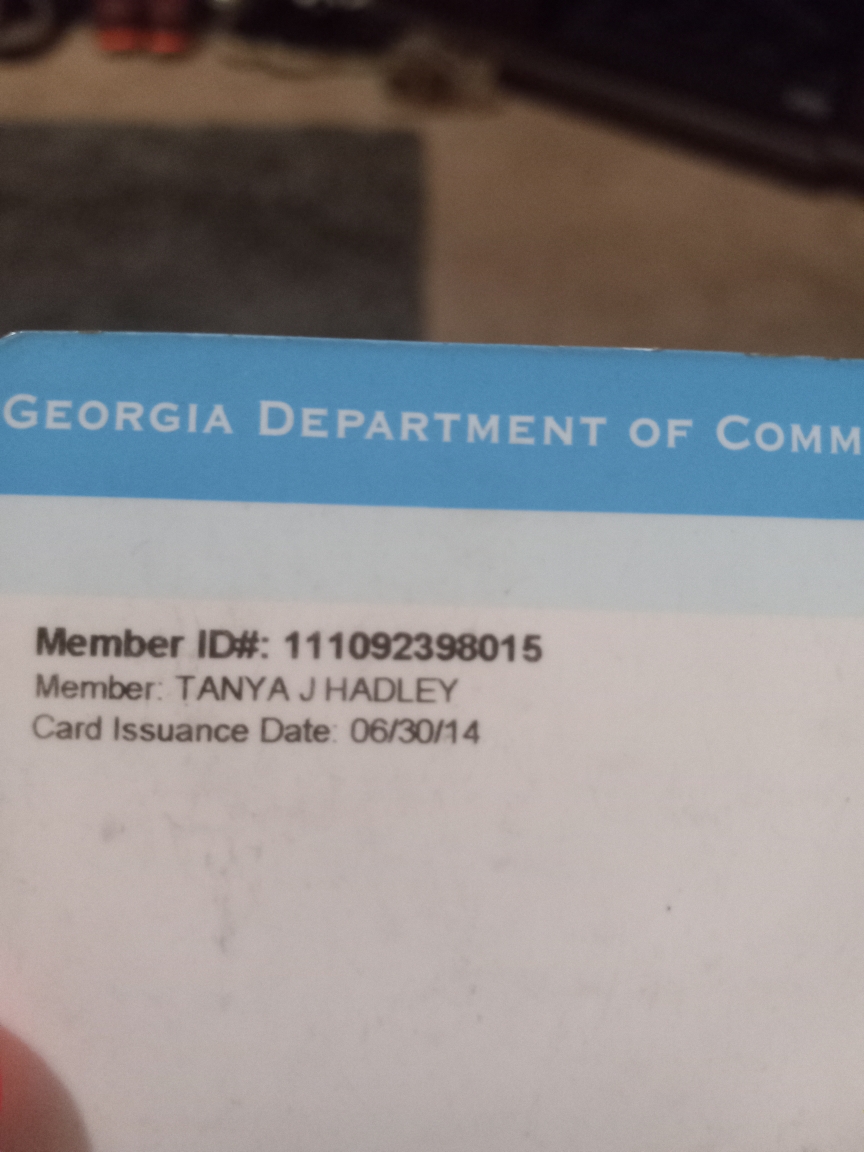 GEORGIA DEPARTMENT OF COMM
Member ID#: 111092398015
Member: TANYA J HADLEY
Card Issuance Date: 06/30/14